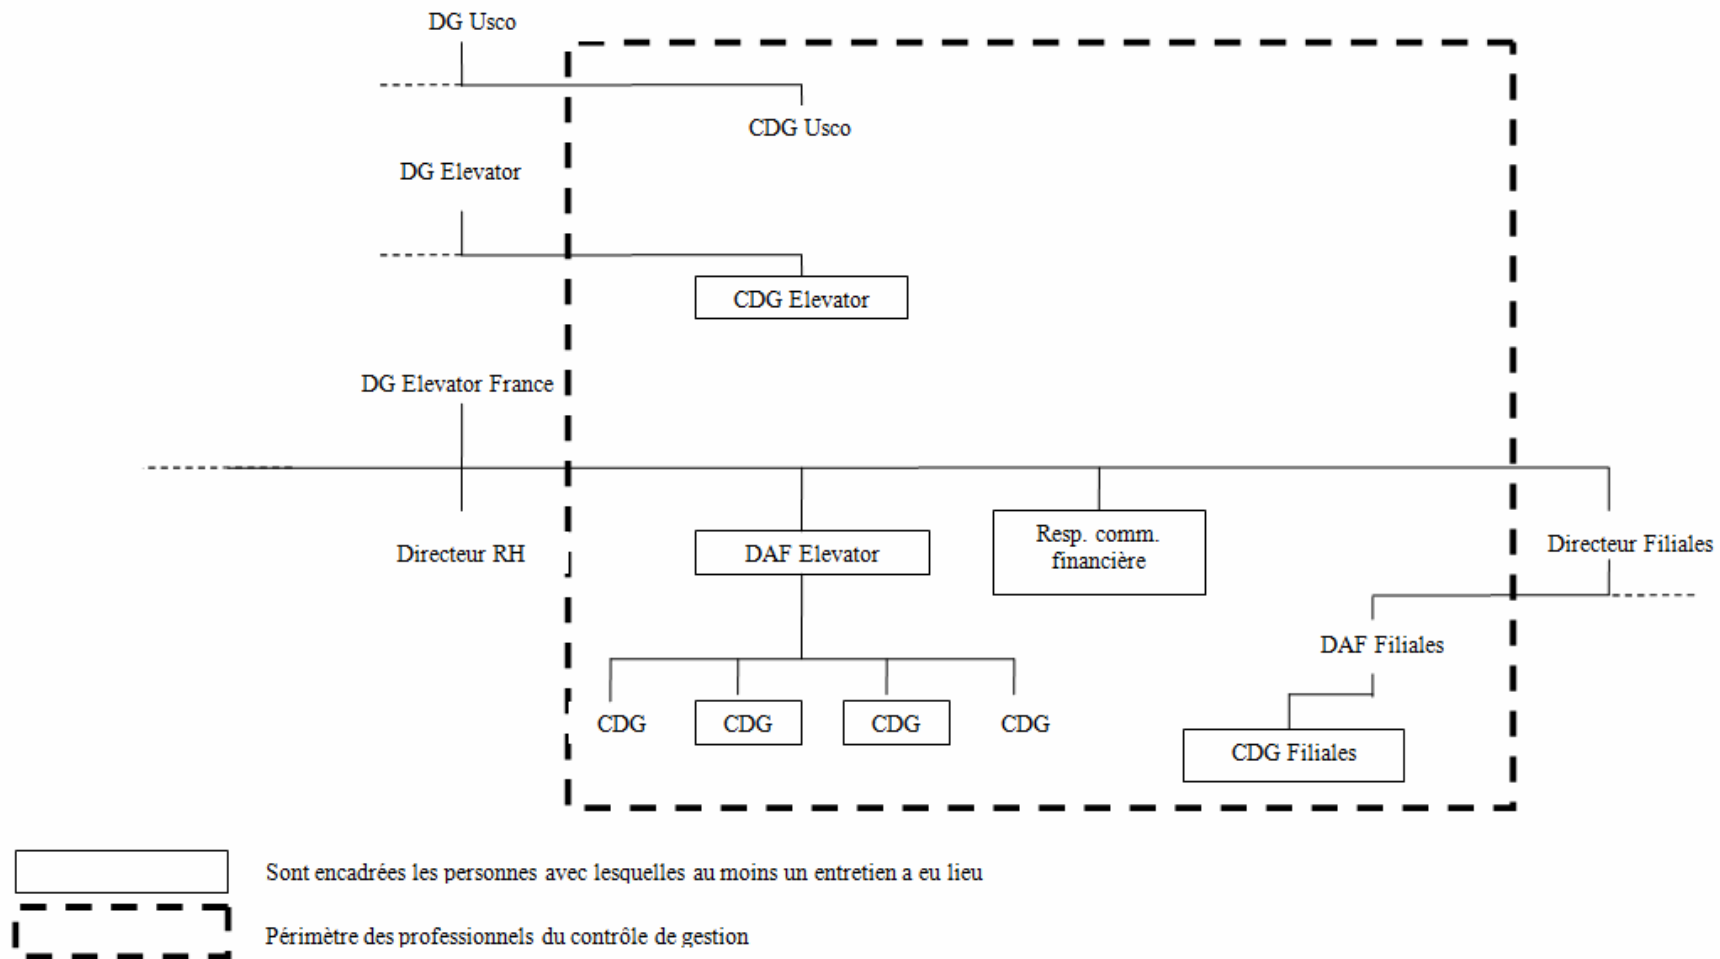 DG Usco
CDG Usco
DG Elevator
CDG Elevator
DG Elevator France
Directeur RH
DAF Elevator
Resp. comm.
financière
Directeur Filiales
DAF Filiales
CDG
CDG
CDG
CDG
CDG Filiales
Sont encadrées les personnes avec lesquelles au moins un entretien a eu lieu
Périmètre des professionnels du contrôle de gestion